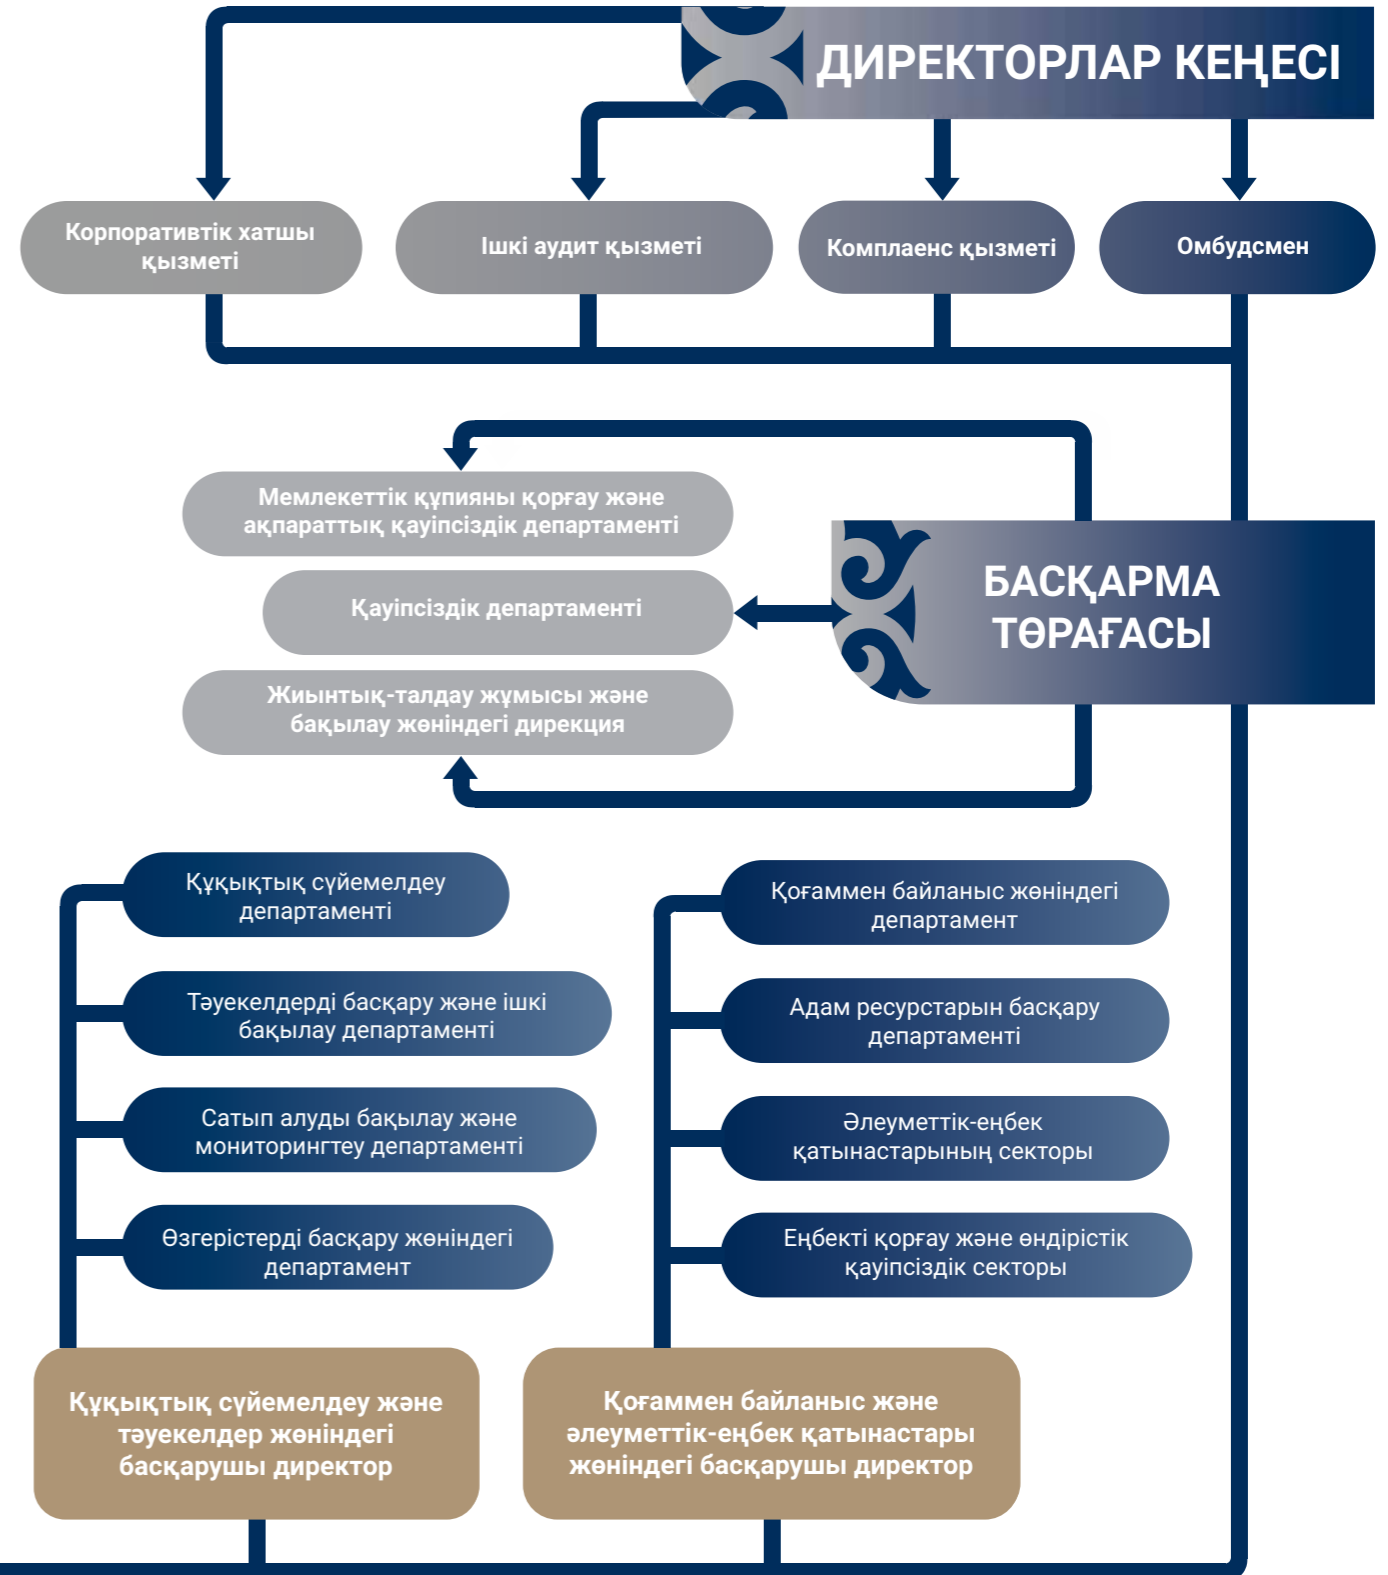 ДИРЕКТОРЛАР КЕҢЕСІ
Корпоративтік хатшы
қызметі
Ішкі аудит қызметі
Комплаенс қызметі
Омбудсмен
Мемлекеттік құпияны қорғау және
ақпараттық қауіпсіздік департаменті
Қауіпсіздік департаменті
Жиынтық-талдау жұмысы және
бақылау жөніндегі дирекция
БАСҚАРМА
ТӨРАҒАСЫ
Құқықтық сүйемелдеу
департаменті
Тәуекелдерді басқару және ішкі
бақылау департаменті
Сатып алуды бақылау және
мониторингтеу департаменті
Өзгерістерді басқару жөніндегі
департамент
Құқықтық сүйемелдеу және
тәуекелдер жөніндегі
басқарушы директор
Қоғаммен байланыс жөніндегі
департамент
Адам ресурстарын басқару
департаменті
Әлеуметтік-еңбек
қатынастарының секторы
Еңбекті қорғау және өндірістік
қауіпсіздік секторы
Қоғаммен байланыс және
әлеуметтік-еңбек қатынастары
жөніндегі басқарушы директор